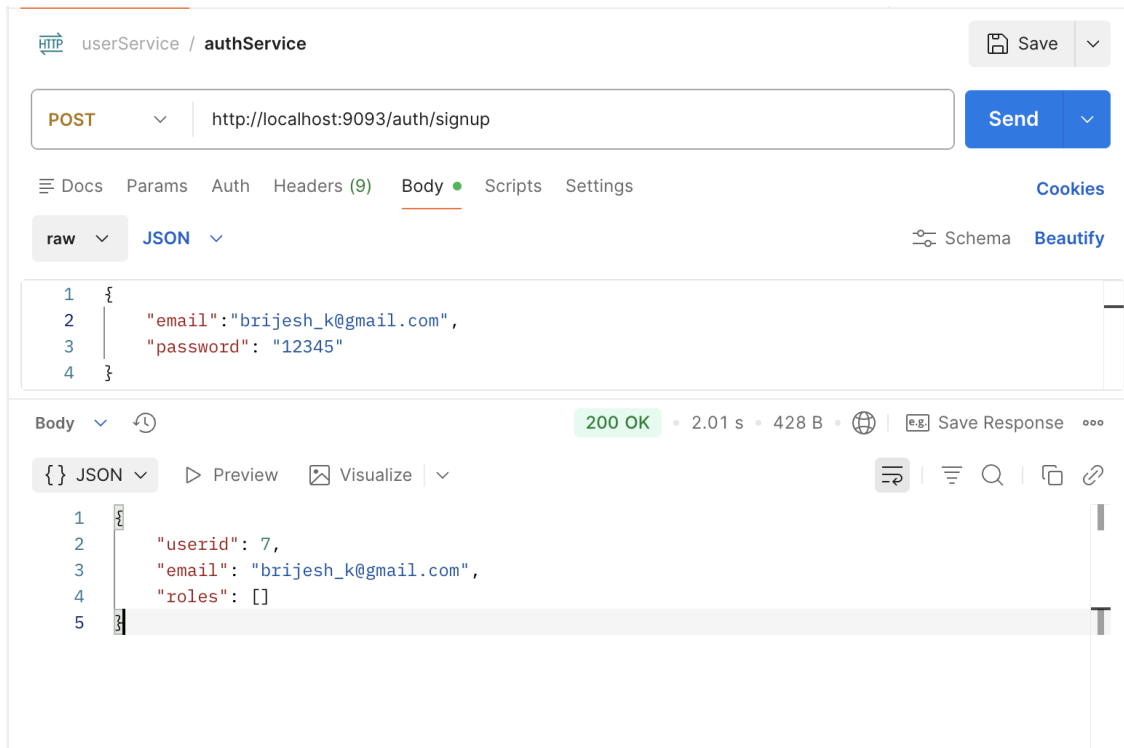 HTTP userService / authService Save
POST http://localhost:9093/auth/signup Send
Docs Params Auth Headers (9) Body Scripts Settings Cookies
raw JSON Schema Beautify
1 {
2 "email":"brijesh_k@gmail.com",
3 "password": "12345"
4 }
Body 200 OK • 2.01 s • 428 B • e.g. Save Response
{} JSON Preview Visualize
1 {
2 "userid": 7,
3 "email": "brijesh_k@gmail.com",
4 "roles": []
5 }